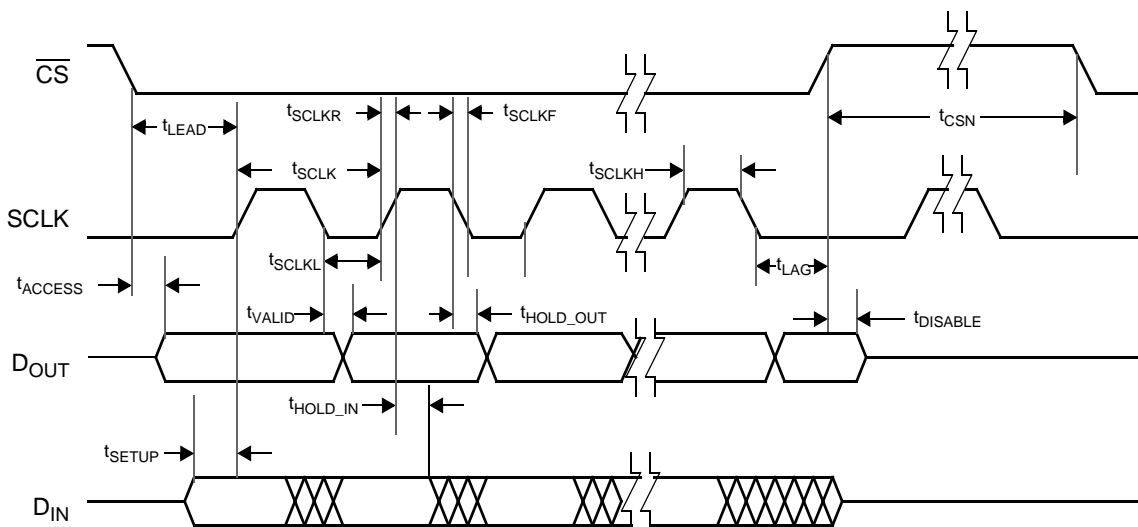 CS
tLEAD
tSCLKR
tSCLKF
tCSN
tSCLK
tSCLKH
SCLK
tSCLKL
tLAG
tACCESS
tVALID
tHOLD_OUT
tDISABLE
DOUT
tHOLD_IN
tSETUP
DIN